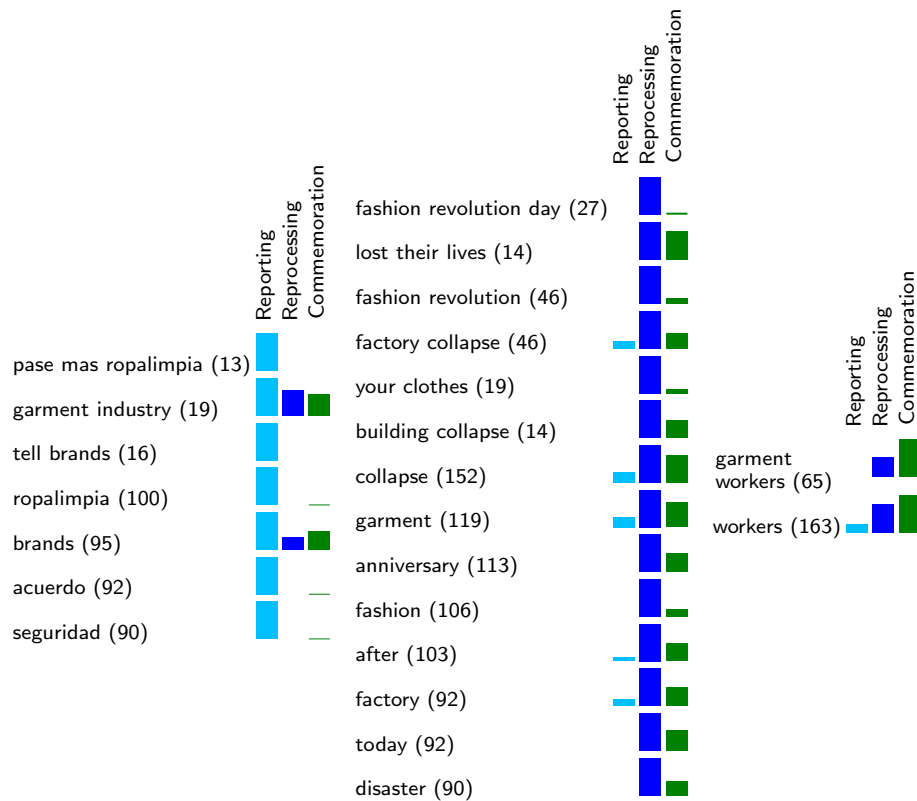 Reporting
Reprocessing
Commemoration
pase mas ropalimpia (13)
garment industry (19)
tell brands (16)
ropalimpia (100)
brands (95)
acuerdo (92)
seguridad (90)
Reporting
Reprocessing
Commemoration
fashion revolution day (27)
lost their lives (14)
fashion revolution (46)
factory collapse (46)
your clothes (19)
building collapse (14)
collapse (152)
garment (119)
anniversary (113)
fashion (106)
after (103)
factory (92)
today (92)
disaster (90)
Reporting
Reprocessing
Commemoration
garment
workers (65)
workers (163)